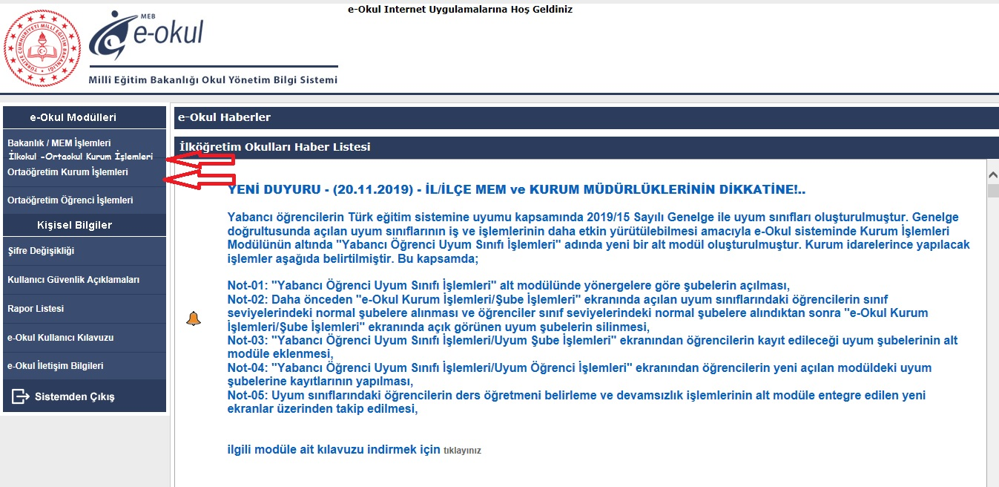 e-Okul Internet Uygulamalarına Hoş Geldiniz
TÜRKİYE CUMHURİYETİ MİLLÎ EĞİTİM BAKANLIĞI
MEB
e-okul
Millî Eğitim Bakanlığı Okul Yönetim Bilgi Sistemi
e-Okul Modülleri
Bakanlık / MEM İşlemleri
İlkokul -Ortaokul Kurum İşlemleri
Ortaöğretim Kurum İşlemleri
Ortaöğretim Öğrenci İşlemleri
Kişisel Bilgiler
Şifre Değişikliği
Kullanıcı Güvenlik Açıklamaları
Rapor Listesi
e-Okul Kullanıcı Kılavuzu
e-Okul İletişim Bilgileri
Sistemden Çıkış
e-Okul Haberler
İlköğretim Okulları Haber Listesi
YENİ DUYURU - (20.11.2019) - İL/İLÇE MEM ve KURUM MÜDÜRLÜKLERİNİN DİKKATİNE!..
Yabancı öğrencilerin Türk eğitim sistemine uyumu kapsamında 2019/15 Sayılı Genelge ile uyum sınıfları oluşturulmuştur. Genelge
doğrultusunda açılan uyum sınıflarının iş ve işlemlerinin daha etkin yürütülebilmesi amacıyla e-Okul sisteminde Kurum İşlemleri
Modülünün altında "Yabancı Öğrenci Uyum Sınıfı İşlemleri" adında yeni bir alt modül oluşturulmuştur. Kurum idarelerince yapılacak
işlemler aşağıda belirtilmiştir. Bu kapsamda;
Not-01: "Yabancı Öğrenci Uyum Sınıfı İşlemleri" alt modülünde yönergelere göre şubelerin açılması,
Not-02: Daha önceden "e-Okul Kurum İşlemleri/Şube İşlemleri" ekranında açılan uyum sınıflarındaki öğrencilerin sınıf
seviyelerindeki normal şubelere alınması ve öğrenciler sınıf seviyelerindeki normal şubelere alındıktan sonra "e-Okul Kurum
İşlemleri/Şube İşlemleri" ekranında açık görünen uyum şubelerin silinmesi,
Not-03: "Yabancı Öğrenci Uyum Sınıfı İşlemleri/Uyum Şube İşlemleri" ekranından öğrencilerin kayıt edileceği uyum şubelerinin alt
modüle eklenmesi,
Not-04: "Yabancı Öğrenci Uyum Sınıfı İşlemleri/Uyum Öğrenci İşlemleri" ekranından öğrencilerin yeni açılan modüldeki uyum
şubelerine kayıtlarının yapılması,
Not-05: Uyum sınıflarındaki öğrencilerin ders öğretmeni belirleme ve devamsızlık işlemlerinin alt modüle entegre edilen yeni
ekranlar üzerinden takip edilmesi,
ilgili modüle ait kılavuzu indirmek için tıklayınız